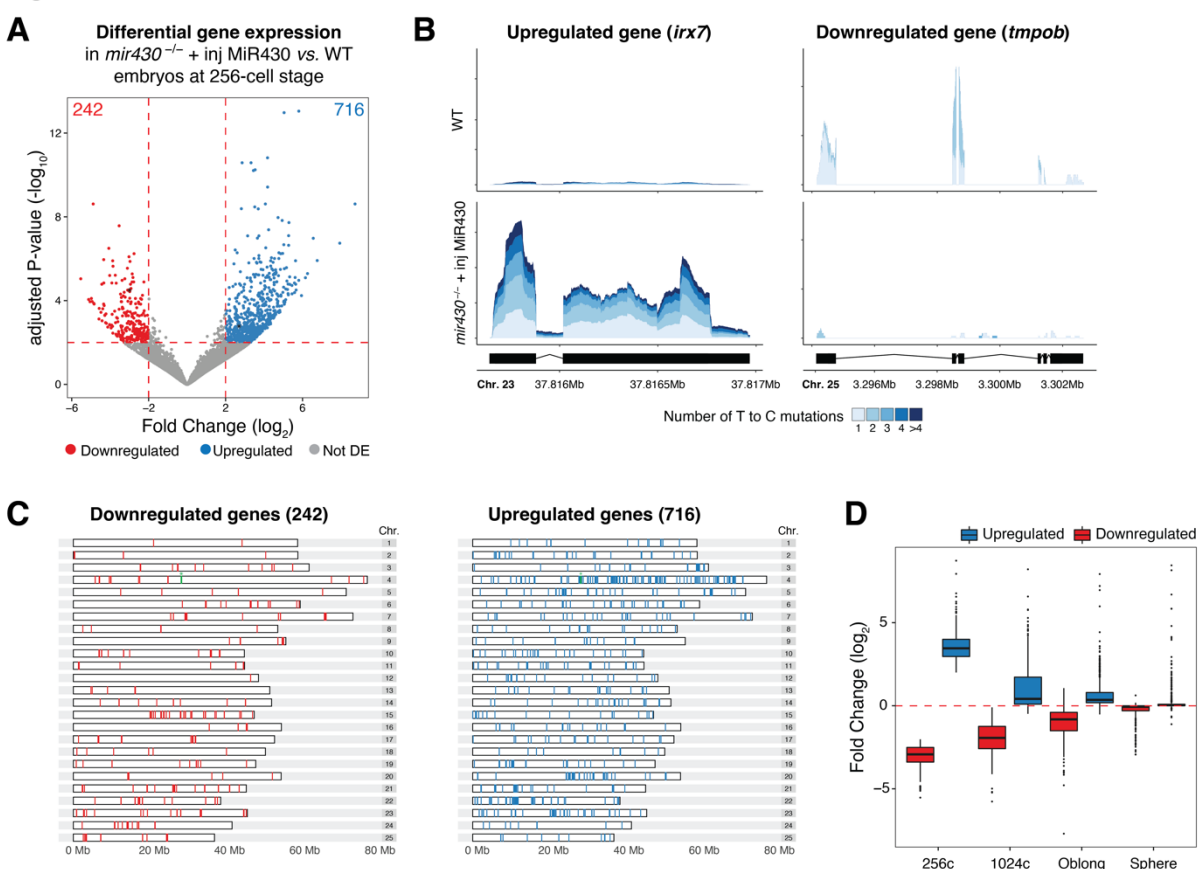 A
Differential gene expression
in mir430 −/− + inj MiR430 vs. WT
embryos at 256-cell stage
242
716
12
8
4
0
adjusted P-value (-log10)
−6
−2
2
6
Fold Change (log2)
Downregulated
Upregulated
Not DE
B
Upregulated gene (irx7)
Downregulated gene (tmpob)
WT
mir430−/− + inj MiR430
Chr. 23
37.816Mb
37.8165Mb
37.817Mb
Chr. 25
3.296Mb
3.298Mb
3.300Mb
3.302Mb
Number of T to C mutations
1
2
3
4
>4
C
Downregulated genes (242)
Chr.
1
2
3
4
5
6
7
8
9
10
11
12
13
14
15
16
17
18
19
20
21
22
23
24
25
0 Mb
20 Mb
40 Mb
60 Mb
80 Mb
Upregulated genes (716)
Chr.
1
2
3
4
5
6
7
8
9
10
11
12
13
14
15
16
17
18
19
20
21
22
23
24
25
0 Mb
20 Mb
40 Mb
60 Mb
80 Mb
D
Upregulated
Downregulated
Fold Change (log2)
5
0
−5
256c
1024c
Oblong
Sphere